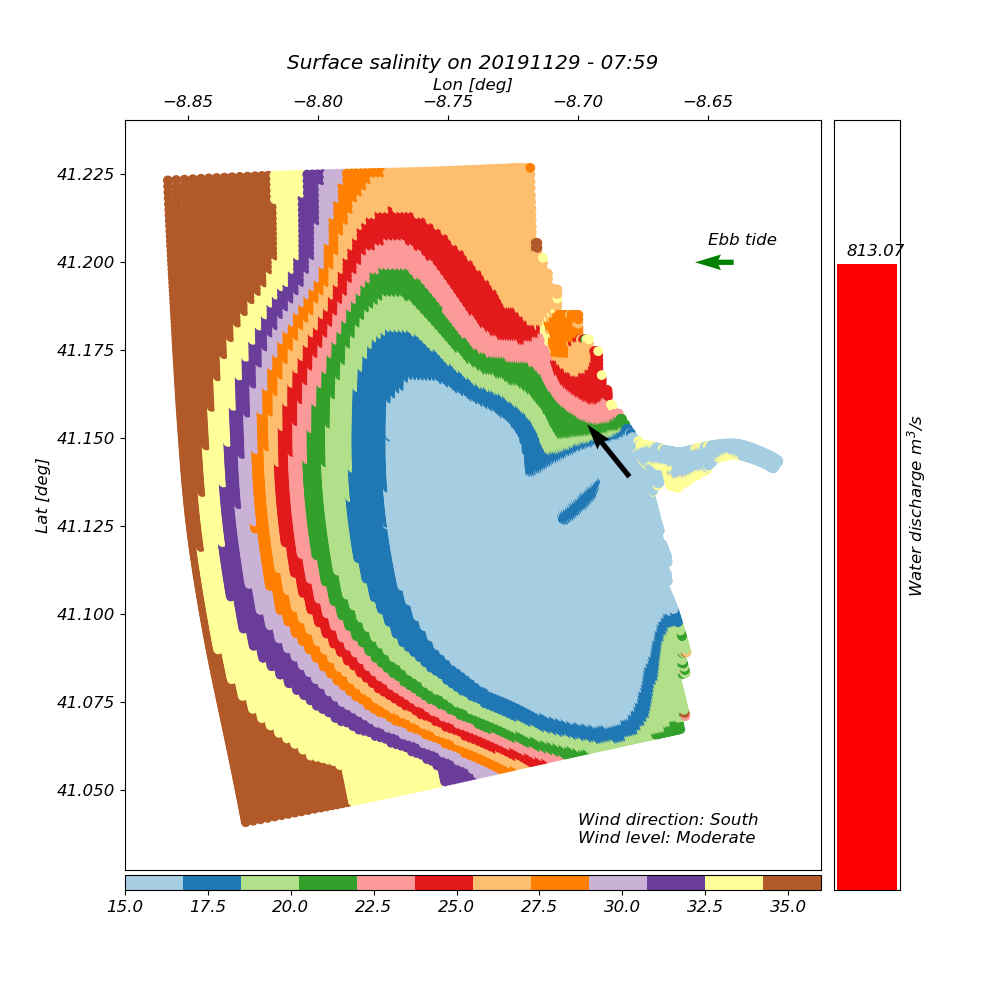 Surface salinity on 20191129 - 07:59
Lon [deg]
−8.85 −8.80 −8.75 −8.70 −8.65
41.225
Ebb tide
813.07
41.200
41.175
41.150
Lat [deg]
Water discharge m³/s
41.125
41.100
41.075
41.050
Wind direction: South
Wind level: Moderate
15.0 17.5 20.0 22.5 25.0 27.5 30.0 32.5 35.0